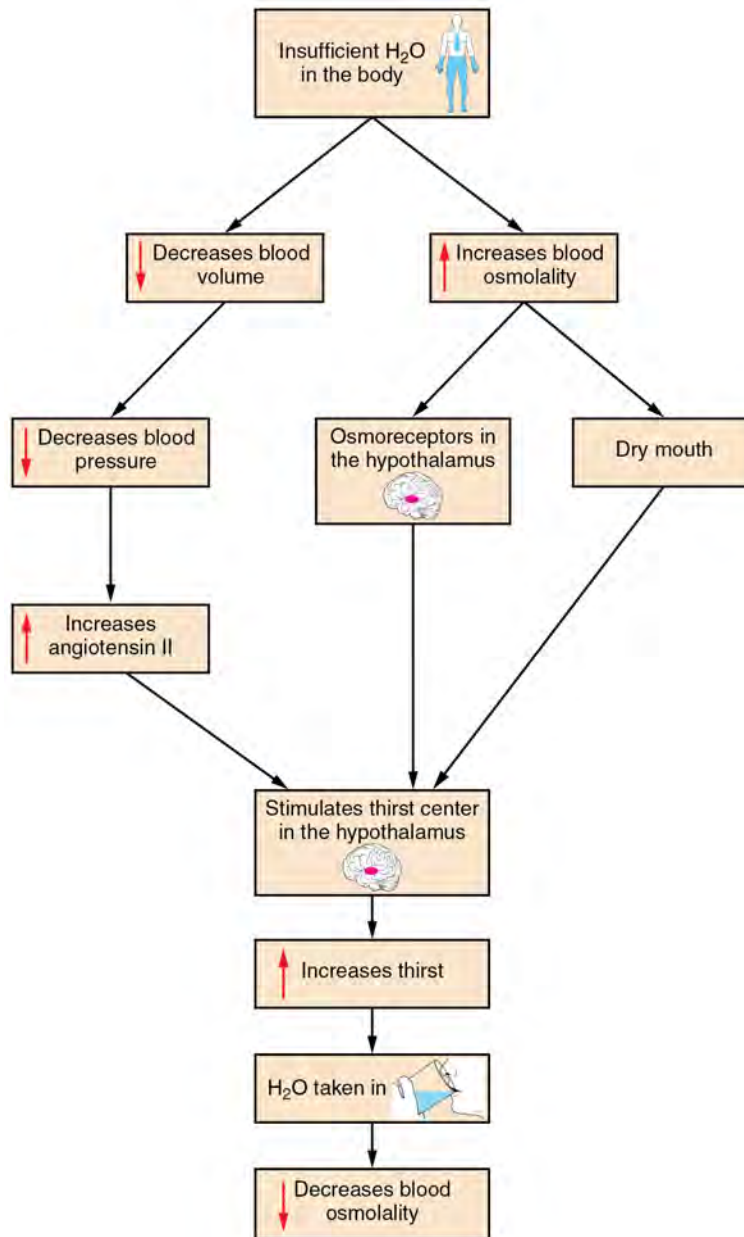 Insufficient H₂O
in the body
Decreases blood
volume
Increases blood
osmolality
Decreases blood
pressure
Osmoreceptors in
the hypothalamus
Dry mouth
Increases
angiotensin II
Stimulates thirst center
in the hypothalamus
Increases thirst
H₂O taken in
Decreases blood
osmolality